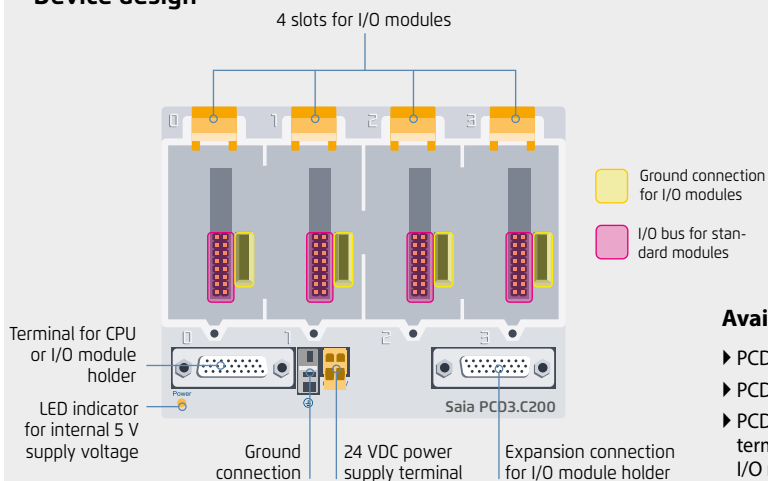 Device design
4 slots for I/O modules
0 1 2 3
Ground connection
for I/O modules
I/O bus for stan-
dard modules
0 1 2 3
Terminal for CPU
or I/O module
holder
Power
LED indicator
for internal 5 V
supply voltage
Saia PCD3.C200
Ground
connection
24 VDC power
supply terminal
Expansion connection
for I/O module holder
Avai
PCD
PCD
PCD
term
I/O